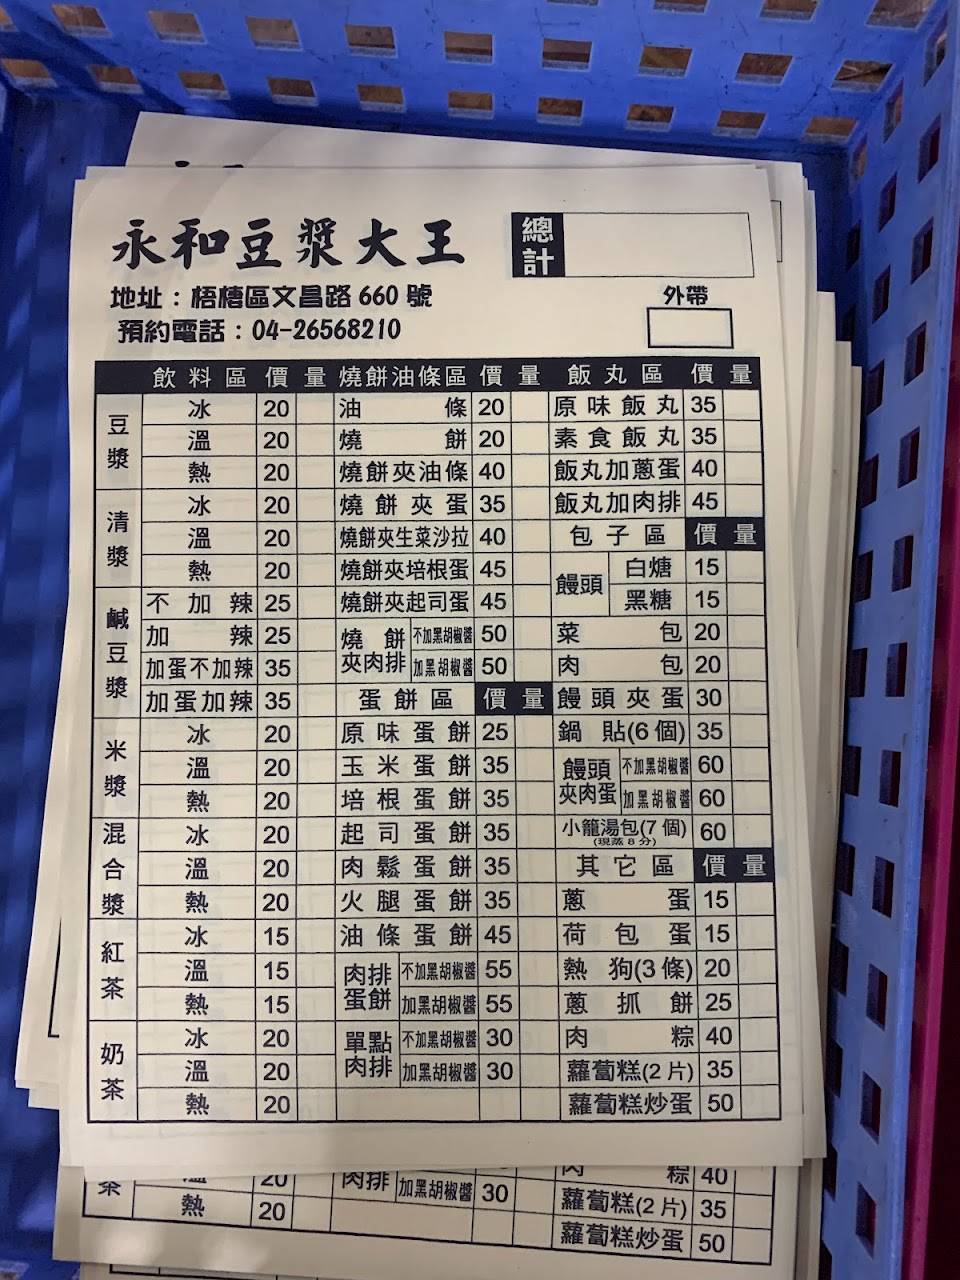 永和豆漿大王
總計
地址：梧棲區文昌路660號
預約電話：04-26568210
外帶
飲料區 價 量 燒餅油條區 價 量 飯丸區 價 量
豆漿 冰 20 油條 20 原味飯丸 35
溫 20 燒餅 20 素食飯丸 35
熱 20 燒餅夾油條 40 飯丸加蔥蛋 40
清漿 冰 20 燒餅夾蛋 35 飯丸加肉排 45
溫 20 燒餅夾生菜沙拉 40 包子區 價 量
熱 20 燒餅夾培根蛋 45 饅頭 白糖 15
鹹豆漿 不加辣 25 燒餅夾起司蛋 45 黑糖 15
加辣 25 燒餅夾肉排 不加黑胡椒醬 50 菜包 20
加蛋不加辣 35 加黑胡椒醬 50 肉包 20
加蛋加辣 35 蛋餅區 價 量 饅頭夾蛋 30
米漿 冰 20 原味蛋餅 25 鍋貼(6個) 35
溫 20 玉米蛋餅 35 饅頭夾肉蛋 不加黑胡椒醬 60
熱 20 培根蛋餅 35 加黑胡椒醬 60
混合漿 冰 20 起司蛋餅 35 小籠湯包(7個) (現蒸8分) 60
溫 20 肉鬆蛋餅 35 其它區 價 量
熱 20 火腿蛋餅 35 蔥蛋 15
紅茶 冰 15 油條蛋餅 45 荷包蛋 15
溫 15 肉排蛋餅 不加黑胡椒醬 55 熱狗(3條) 20
熱 15 加黑胡椒醬 55 蔥抓餅 25
奶茶 冰 20 單點肉排 不加黑胡椒醬 30 肉粽 40
溫 20 加黑胡椒醬 30 蘿蔔糕(2片) 35
熱 20 蘿蔔糕炒蛋 50
茶 溫 20 肉排 肉粽 40
熱 20 加黑胡椒醬 30 蘿蔔糕(2片) 35
蘿蔔糕炒蛋 50